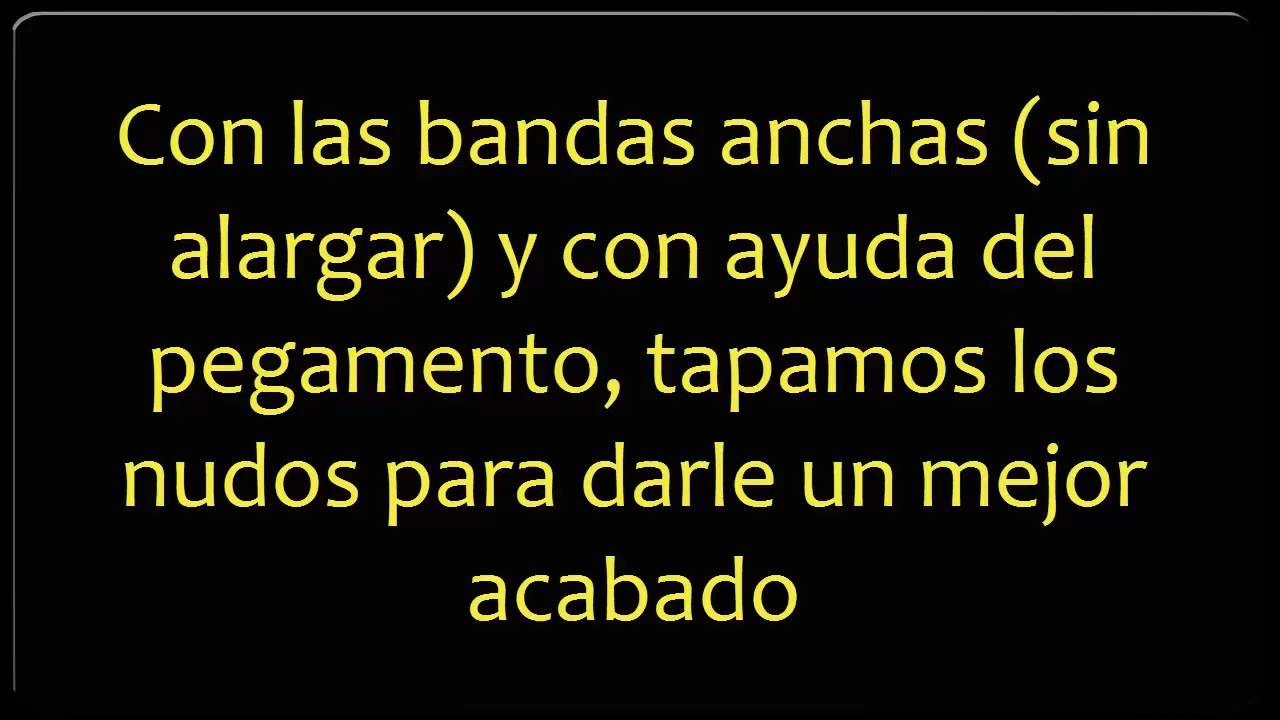 Con las bandas anchas (sin
alargar) y con ayuda del
pegamento, tapamos los
nudos para darle un mejor
acabado